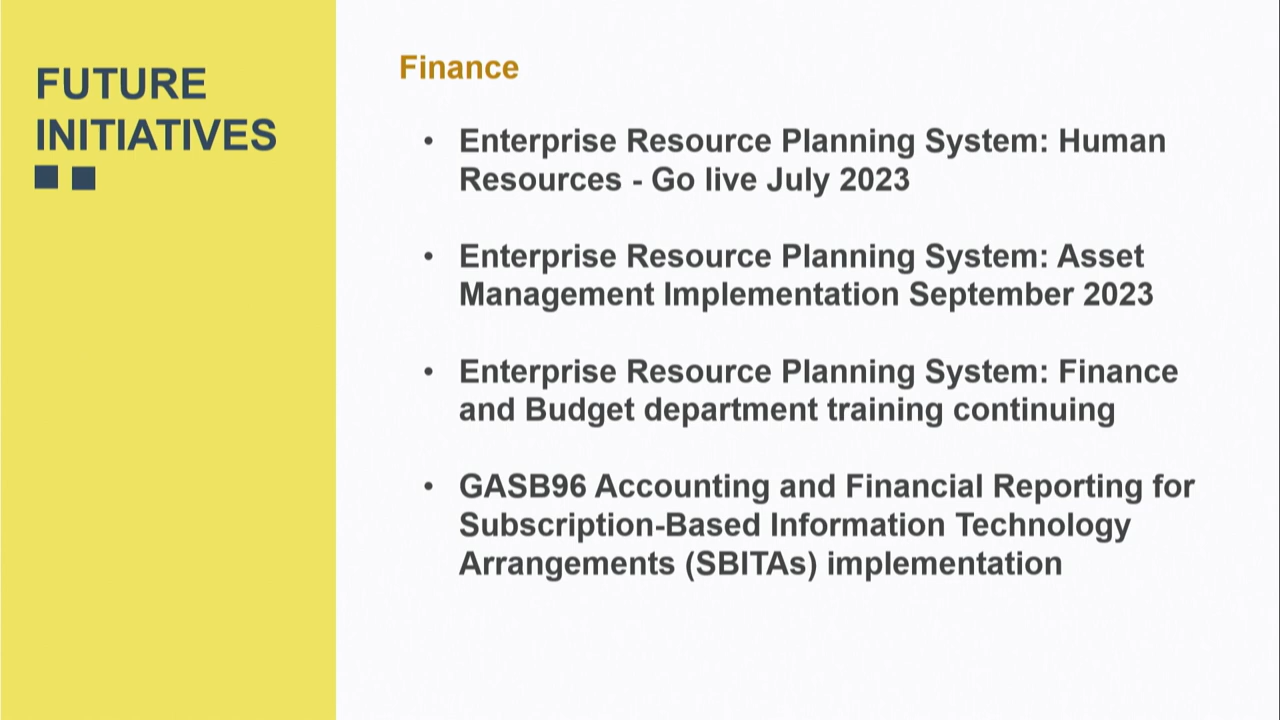 FUTURE
INITIATIVES
Finance
• Enterprise Resource Planning System: Human
Resources - Go live July 2023
• Enterprise Resource Planning System: Asset
Management Implementation September 2023
• Enterprise Resource Planning System: Finance
and Budget department training continuing
• GASB96 Accounting and Financial Reporting for
Subscription-Based Information Technology
Arrangements (SBITAs) implementation